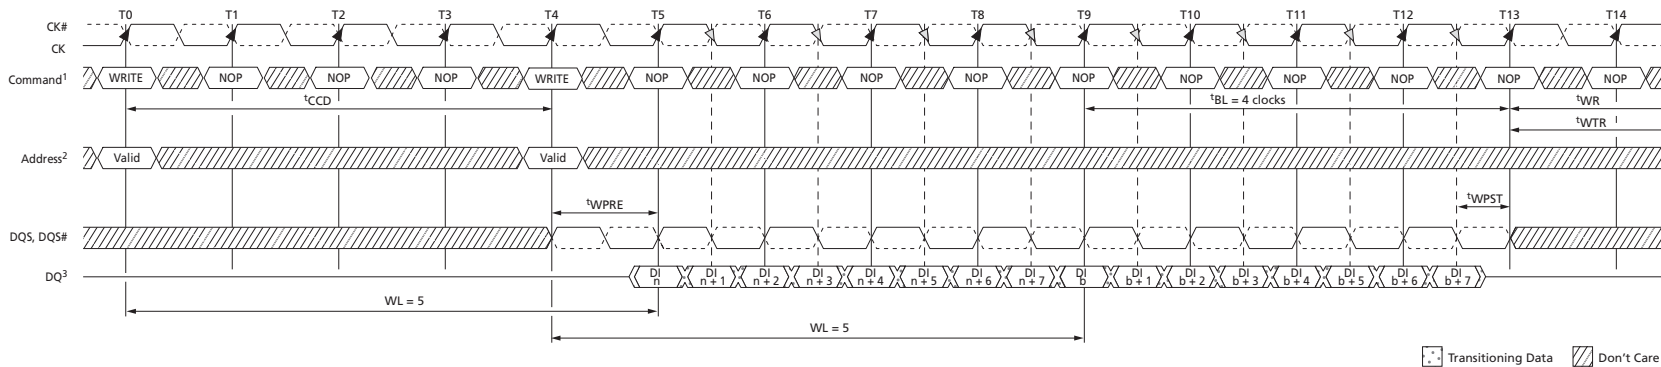 T0 T1 T2 T3 T4 T5 T6 T7 T8 T9 T10 T11 T12 T13 T14
CK#
CK
Command1 WRITE NOP NOP NOP WRITE NOP NOP NOP NOP NOP NOP NOP NOP NOP NOP
tCCD tBL = 4 clocks tWR
tWTR
Address2 Valid Valid
tWPRE tWPST
DQS, DQS#
DQ3 DI n DI n + 1 DI n + 2 DI n + 3 DI n + 4 DI n + 5 DI n + 6 DI n + 7 DI b DI b + 1 DI b + 2 DI b + 3 DI b + 4 DI b + 5 DI b + 6 DI b + 7
WL = 5
WL = 5
Transitioning Data Don't Care